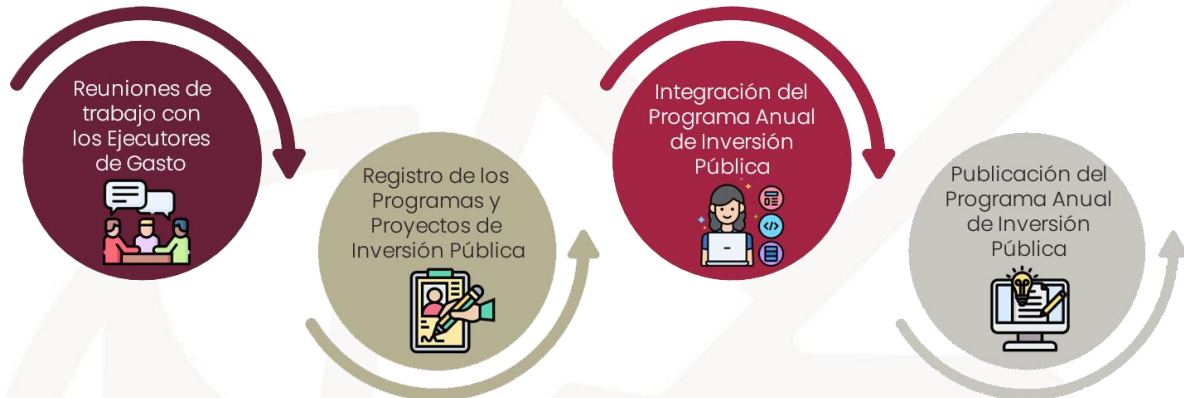 Reuniones de
trabajo con
los Ejecutores
de Gasto
Registro de los
Programas y
Proyectos de
Inversión Pública
Integración del
Programa Anual
de Inversión
Pública
Publicación del
Programa Anual
de Inversión
Pública